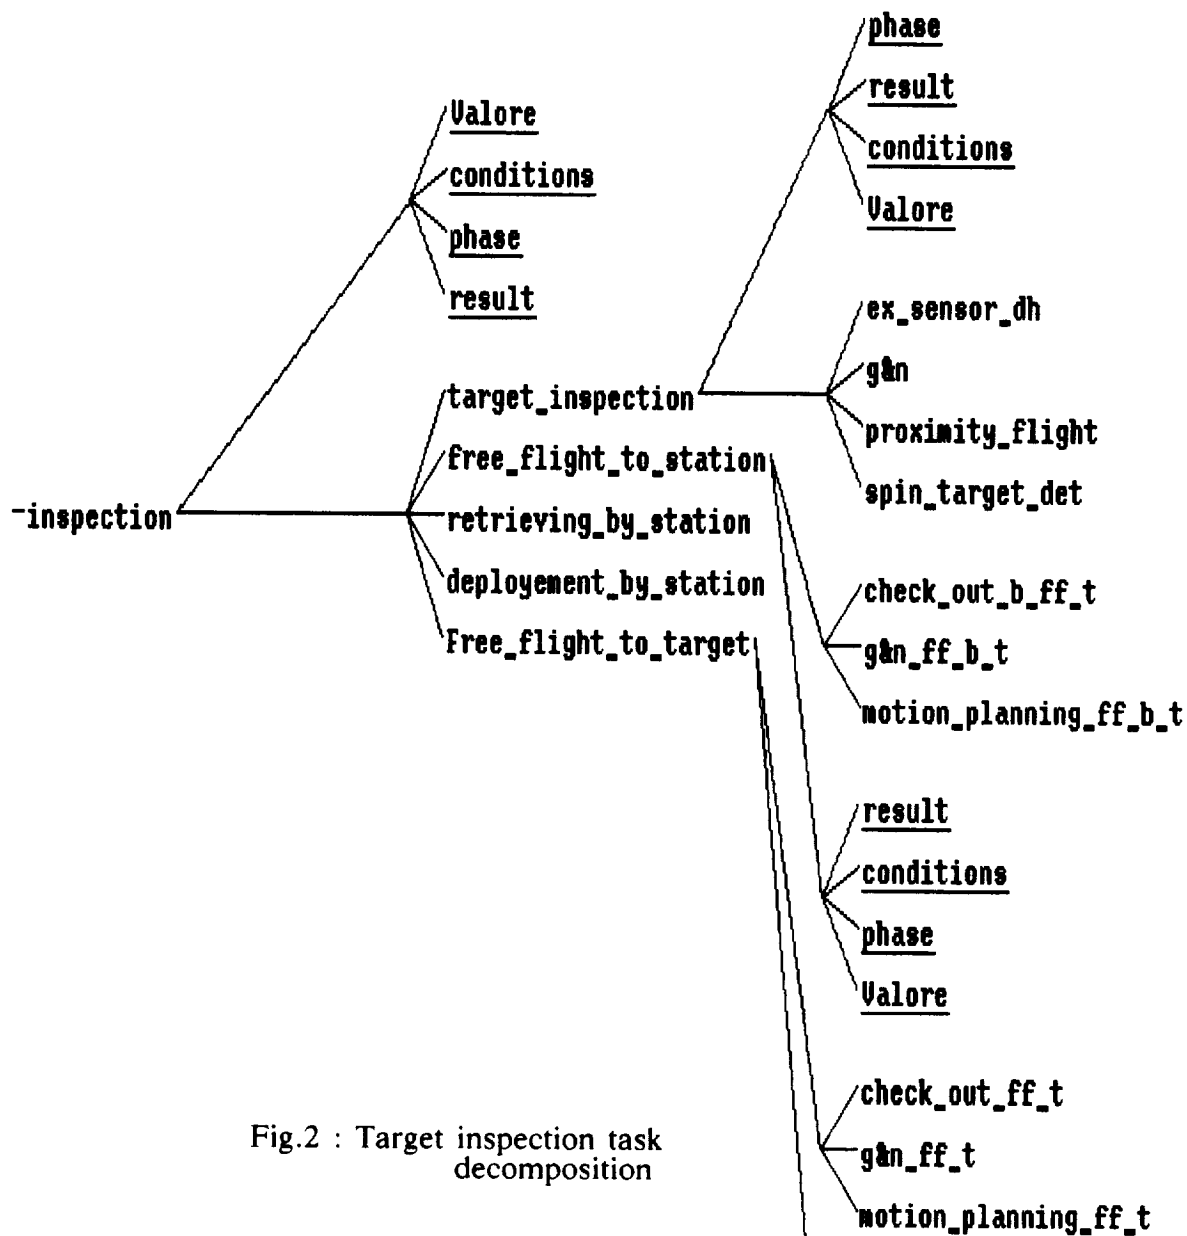 phase
result
conditions
Valore
Valore
conditions
phase
result
ex_sensor_dh
g&n
proximity_flight
spin_target_det
target_inspection
free_flight_to_station
retrieving_by_station
deployement_by_station
Free_flight_to_target
-inspection
check_out_b_ff_t
g&n_ff_b_t
motion_planning_ff_b_t
result
conditions
phase
Valore
check_out_ff_t
g&n_ff_t
motion_planning_ff_t
Fig.2 : Target inspection task
decomposition